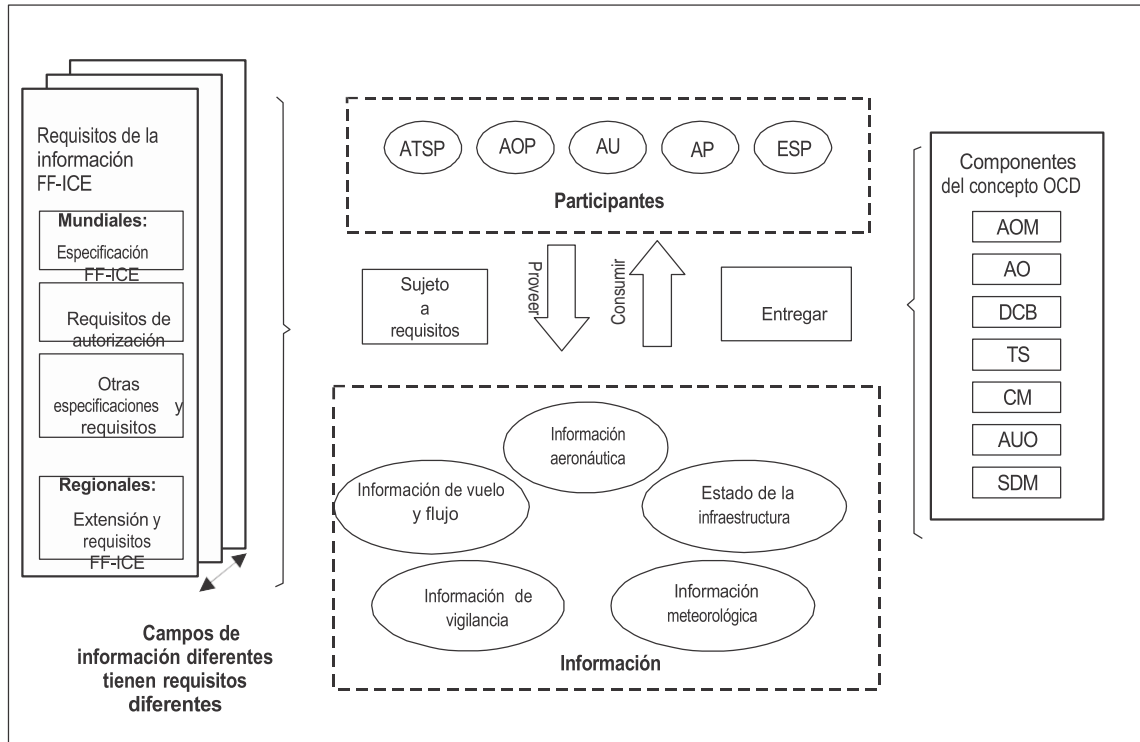 Requisitos de la
información
FF-ICE
Mundiales:
Especificación
FF-ICE
Requisitos de
autorización
Otras
especificaciones y
requisitos
Regionales:
Extensión y
requisitos
FF-ICE
Campos de
información diferentes
tienen requisitos
diferentes
ATSP
AOP
AU
AP
ESP
Participantes
Sujeto
a
requisitos
Proveer
Consumir
Entregar
Información
aeronáutica
Información de vuelo
y flujo
Estado de la
infraestructura
Información de
vigilancia
Información
meteorológica
Información
Componentes
del concepto OCD
AOM
AO
DCB
TS
CM
AUO
SDM